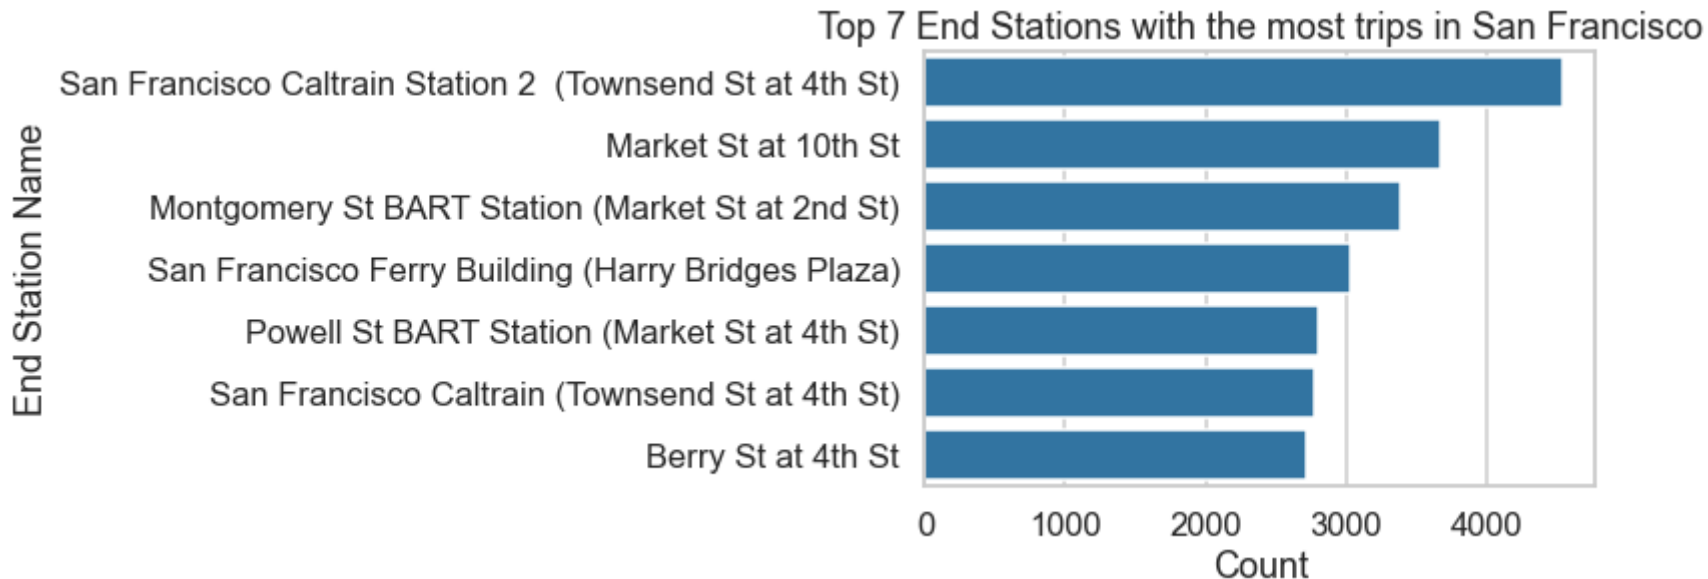 Top 7 End Stations with the most trips in San Francisco
End Station Name
San Francisco Caltrain Station 2  (Townsend St at 4th St)
Market St at 10th St
Montgomery St BART Station (Market St at 2nd St)
San Francisco Ferry Building (Harry Bridges Plaza)
Powell St BART Station (Market St at 4th St)
San Francisco Caltrain (Townsend St at 4th St)
Berry St at 4th St
0 1000 2000 3000 4000
Count